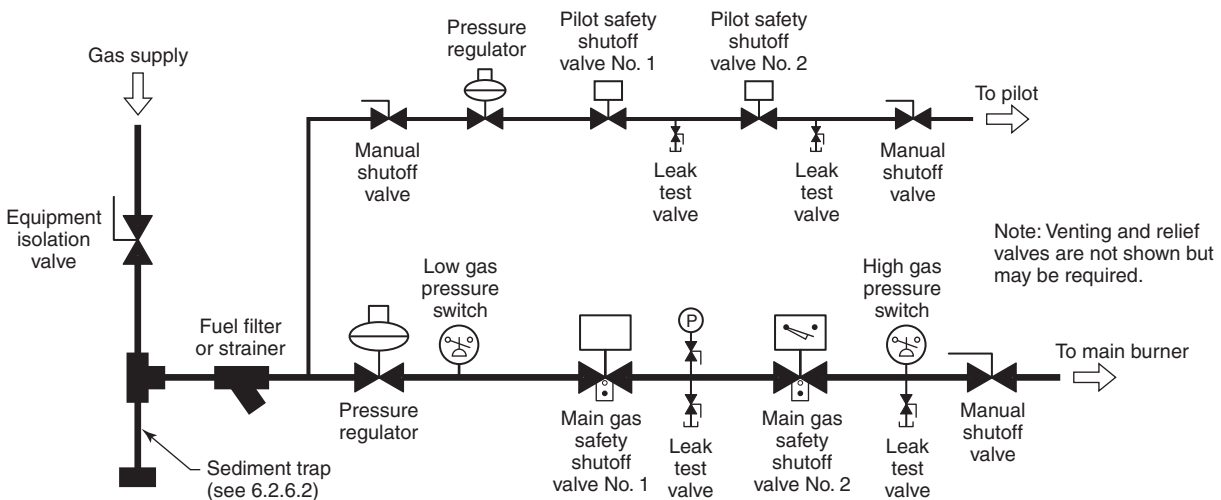 Gas supply
Pressure
regulator
Pilot safety
shutoff
valve No. 1
Pilot safety
shutoff
valve No. 2
To pilot
Manual
shutoff
valve
Leak
test
valve
Leak
test
valve
Manual
shutoff
valve
Equipment
isolation
valve
Note: Venting and relief
valves are not shown but
may be required.
Fuel filter
or strainer
Low gas
pressure
switch
P
High gas
pressure
switch
To main burner
Pressure
regulator
Main gas
safety
shutoff
valve No. 1
Leak
test
valve
Main gas
safety
shutoff
valve No. 2
Leak
test
valve
Manual
shutoff
valve
Sediment trap
(see 6.2.6.2)